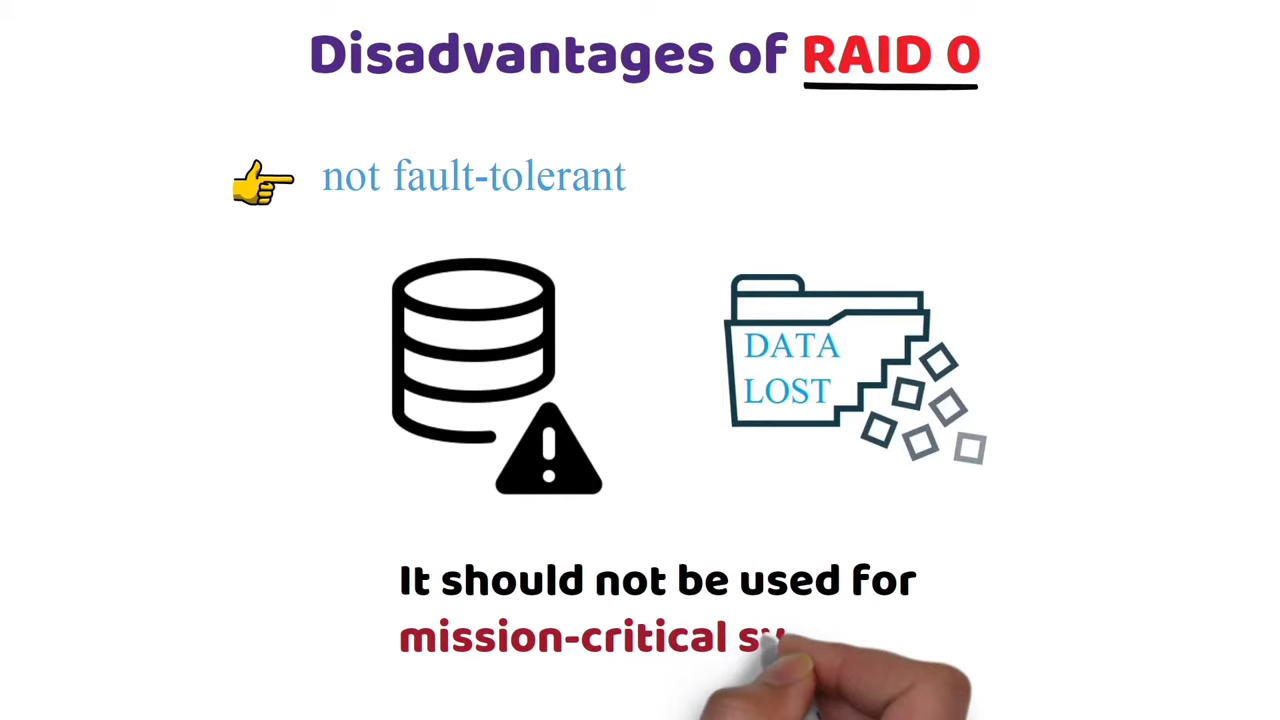 Disadvantages of RAID 0
not fault-tolerant
DATA
LOST
It should not be used for
mission-critical